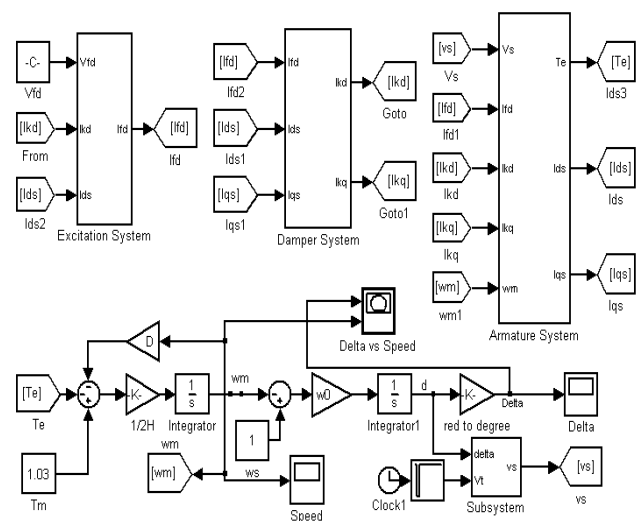 -C-
Vfd
Vfd
[Ikd]
From
Ikd
[Ids]
Ids2
Ids
Ifd
[Ifd]
Ifd
Excitation System
[Ifd]
Ifd2
Ifd
[Ids]
Ids1
Ids
[Iqs]
Iqs1
Iqs
Ikd
[Ikd]
Goto
Ikq
[Ikq]
Goto1
Damper System
[vs]
Vs
Vs
[Ifd]
Ifd1
Ifd
[Ikd]
Ikd
Ikd
[Ikq]
Ikq
Ikq
[wm]
wm1
wm
Te
[Te]
Ids3
Ids
[Ids]
Ids
Iqs
[Iqs]
Iqs
Armature System
D
Delta vs Speed
[Te]
Te
-K-
1/2H
1
s
Integrator
wm
w0
1
s
Integrator1
d
-K-
red to degree
Delta
Delta
1
1.03
Tm
wm
[wm]
ws
Speed
Clock1
delta
Vt
vs
Subsystem
[vs]
vs